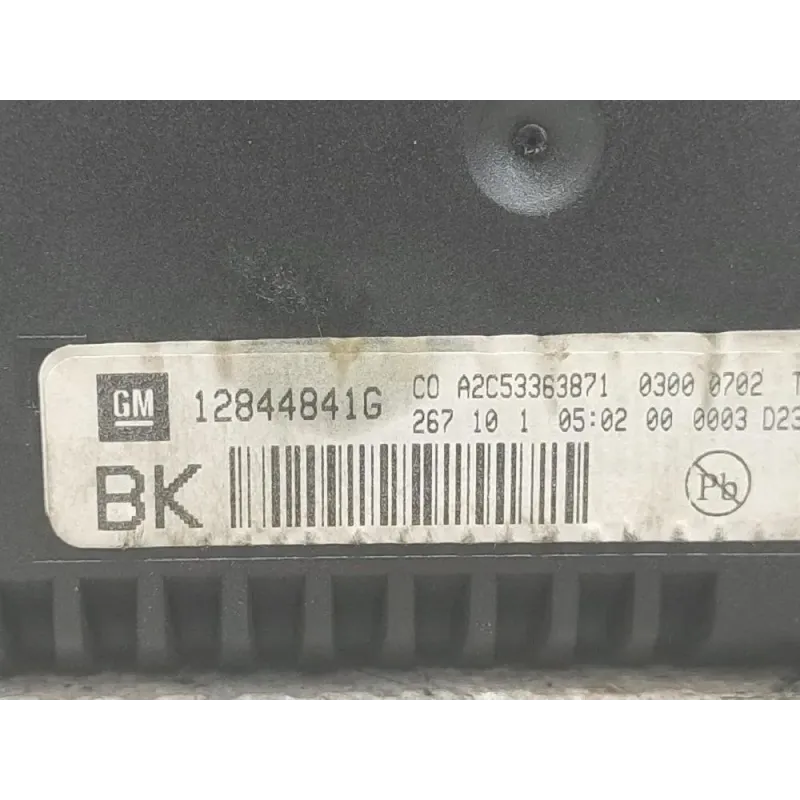 GM 12844841G CO A2C53363871 0300 0702 T
267 10 1 05:02 00 0003 D23
BK
Pb